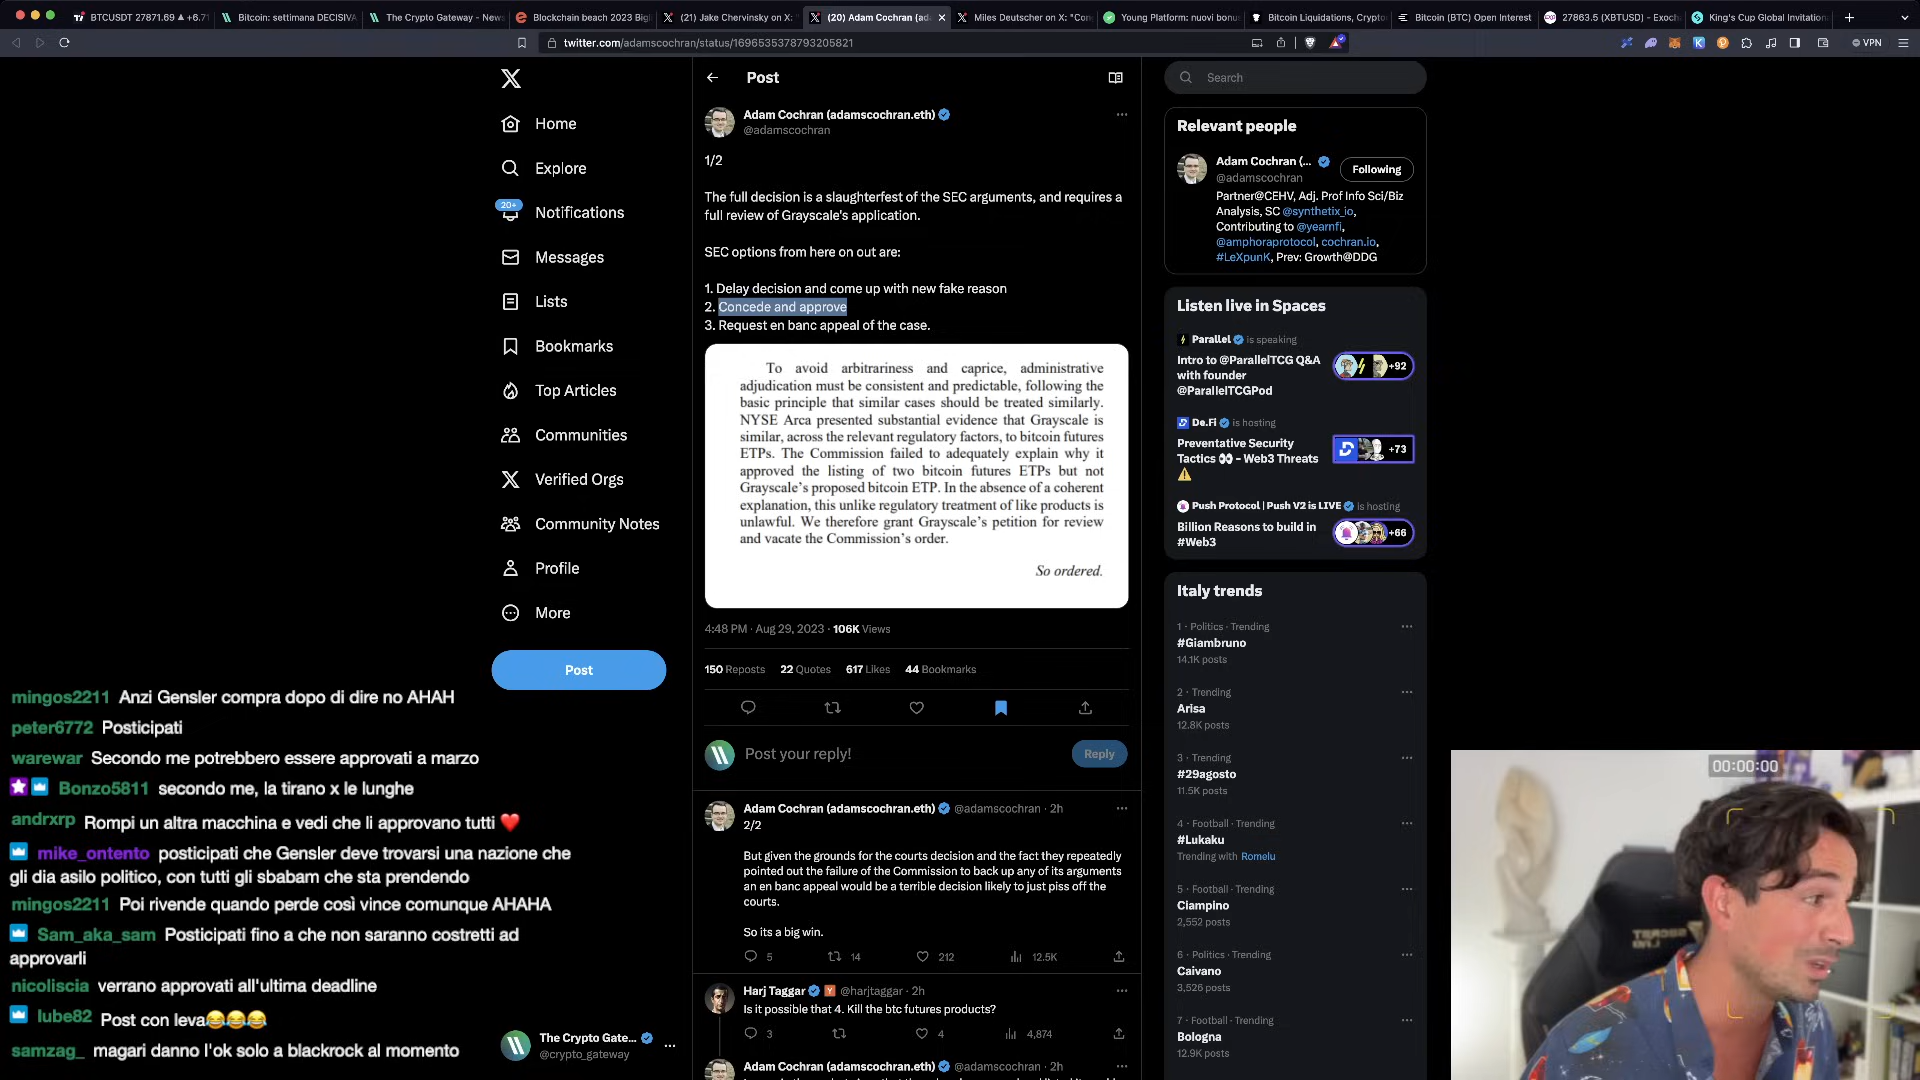 BTCUSDT 27871.69 ▲ +6.7
Bitcoin: settimana DECISIVA
The Crypto Gateway - News
Blockchain beach 2023 Big
(21) Jake Chervinsky on X:
(20) Adam Cochran (ada
Miles Deutscher on X: "Con
Young Platform: nuovi bonus
Bitcoin Liquidations, Crypto
Bitcoin (BTC) Open Interest
27863.5 (XBTUSD) - Exoch
King's Cup Global Invitation
twitter.com/adamscochran/status/1696535378793205821
VPN
Home
Explore
20+
Notifications
Messages
Lists
Bookmarks
Top Articles
Communities
Verified Orgs
Community Notes
Profile
More
Post
The Crypto Gate...
@crypto_gateway
Post
Adam Cochran (adamscochran.eth)
@adamscochran
1/2
The full decision is a slaughterfest of the SEC arguments, and requires a
full review of Grayscale's application.
SEC options from here on out are:
1. Delay decision and come up with new fake reason
2. Concede and approve
3. Request en banc appeal of the case.
To avoid arbitrariness and caprice, administrative
adjudication must be consistent and predictable, following the
basic principle that similar cases should be treated similarly.
NYSE Arca presented substantial evidence that Grayscale is
similar, across the relevant regulatory factors, to bitcoin futures
ETPs. The Commission failed to adequately explain why it
approved the listing of two bitcoin futures ETPs but not
Grayscale's proposed bitcoin ETP. In the absence of a coherent
explanation, this unlike regulatory treatment of like products is
unlawful. We therefore grant Grayscale's petition for review
and vacate the Commission's order.
So ordered.
4:48 PM · Aug 29, 2023 · 106K Views
150 Reposts 22 Quotes 617 Likes 44 Bookmarks
Post your reply!
Reply
Adam Cochran (adamscochran.eth) @adamscochran · 2h
2/2
But given the grounds for the courts decision and the fact they repeatedly
pointed out the failure of the Commission to back up any of its arguments
an en banc appeal would be a terrible decision likely to just piss off the
courts.
So its a big win.
5 14 212 12.5K
Harj Taggar @harjtaggar · 2h
Is it possible that 4. Kill the btc futures products?
3 4 4,874
Adam Cochran (adamscochran.eth) @adamscochran · 2h
Search
Relevant people
Adam Cochran (...
@adamscochran
Following
Partner@CEHV, Adj. Prof Info Sci/Biz
Analysis, SC @synthetix_io,
Contributing to @yearnfi,
@amphoraprotocol, cochran.io,
#LeXpunK, Prev: Growth@DDG
Listen live in Spaces
Parallel is speaking
Intro to @ParallelTCG Q&A
with founder
@ParallelTCGPod
+92
De.Fi is hosting
Preventative Security
Tactics 👀 - Web3 Threats
⚠️
+73
Push Protocol | Push V2 is LIVE is hosting
Billion Reasons to build in
#Web3
+66
Italy trends
1 · Politics · Trending
#Giambruno
14.1K posts
2 · Trending
Arisa
12.8K posts
3 · Trending
#29agosto
11.5K posts
4 · Football · Trending
#Lukaku
Trending with Romelu
5 · Football · Trending
Ciampino
2,552 posts
6 · Politics · Trending
Caivano
3,526 posts
7 · Football · Trending
Bologna
12.9K posts
mingos2211 Anzi Gensler compra dopo di dire no AHAH
peter6772 Posticipati
warewar Secondo me potrebbero essere approvati a marzo
Bonzo5811 secondo me, la tirano x le lunghe
andrxrp Rompi un altra macchina e vedi che li approvano tutti ❤️
mike_ontento posticipati che Gensler deve trovarsi una nazione che
gli dia asilo politico, con tutti gli sbabam che sta prendendo
mingos2211 Poi rivende quando perde così vince comunque AHAHA
Sam_aka_sam Posticipati fino a che non saranno costretti ad
approvarli
nicoliscia verrano approvati all'ultima deadline
lube82 Post con leva😂😂😂
samzag_ magari danno l'ok solo a blackrock al momento
00:00:00